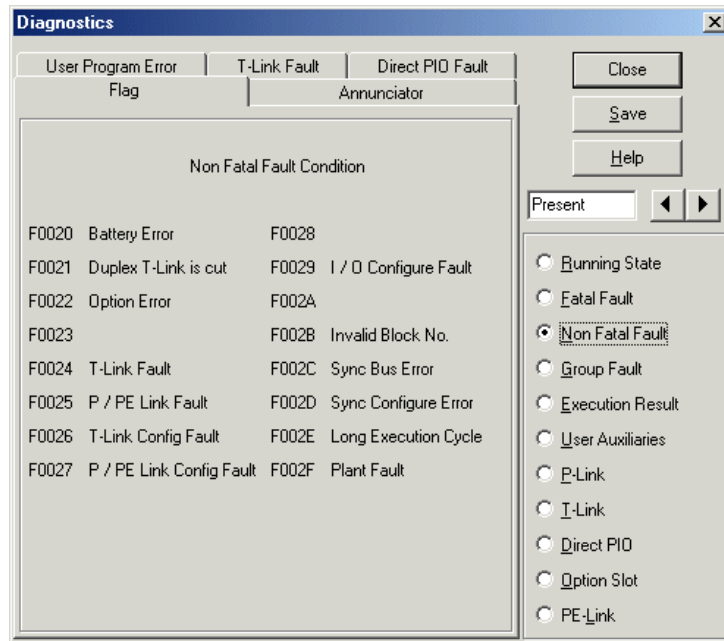 Diagnostics
User Program Error
T-Link Fault
Direct PIO Fault
Flag
Annunciator
Non Fatal Fault Condition
F0020 Battery Error F0028
F0021 Duplex T-Link is cut F0029 I / O Configure Fault
F0022 Option Error F002A
F0023 F002B Invalid Block No.
F0024 T-Link Fault F002C Sync Bus Error
F0025 P / PE Link Fault F002D Sync Configure Error
F0026 T-Link Config Fault F002E Long Execution Cycle
F0027 P / PE Link Config Fault F002F Plant Fault
Close
Save
Help
Present
Running State
Fatal Fault
Non Fatal Fault
Group Fault
Execution Result
User Auxiliaries
P-Link
T-Link
Direct PIO
Option Slot
PE-Link